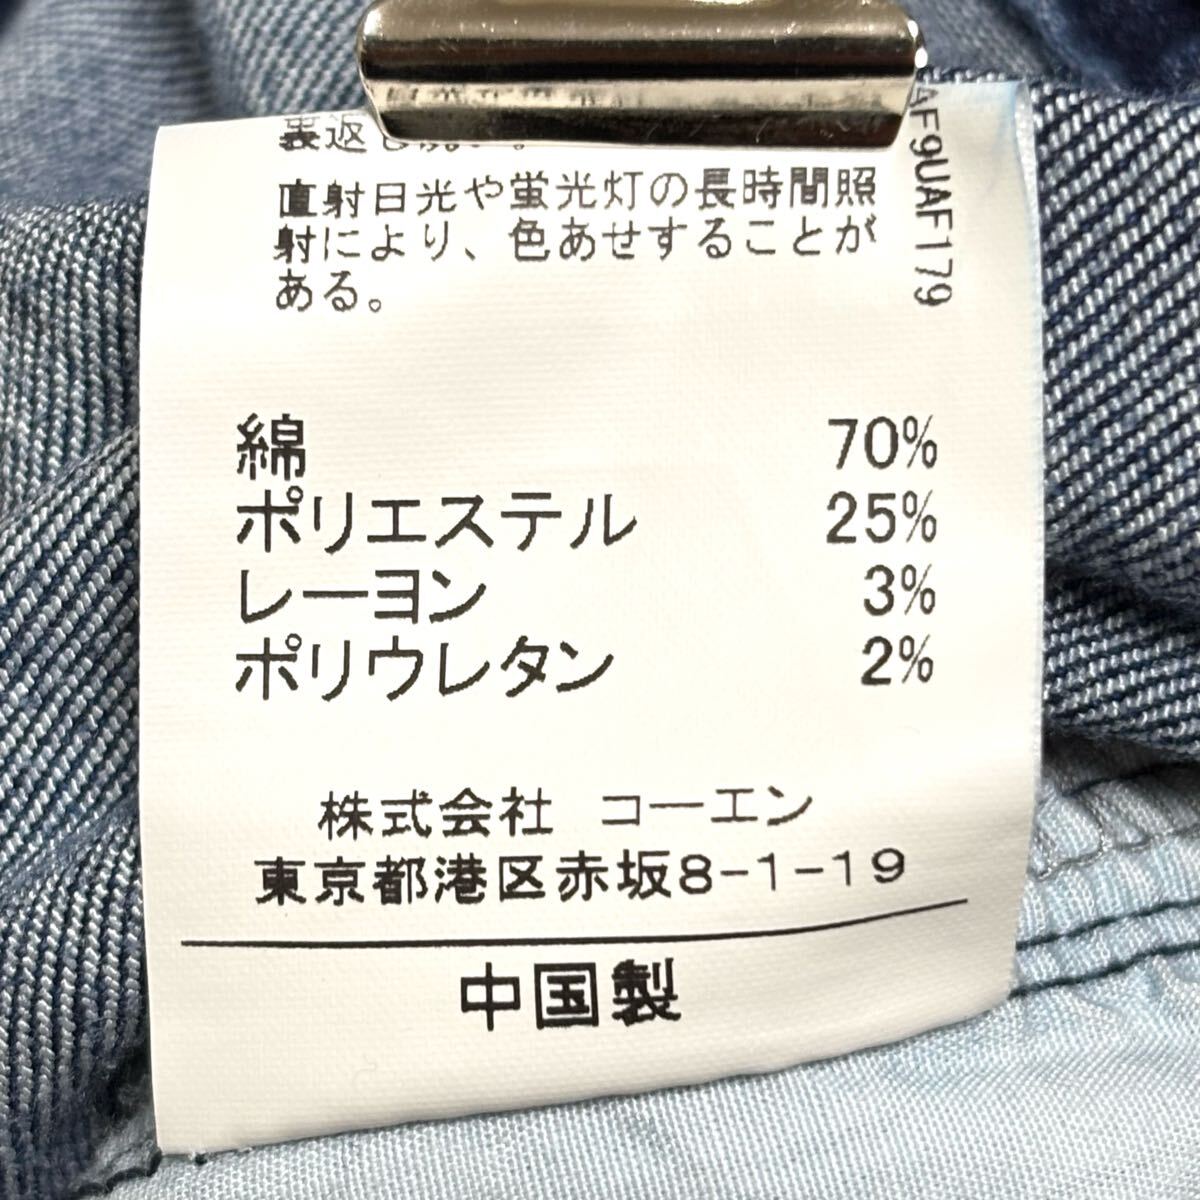 裏返し
直射日光や蛍光灯の長時間照
射により、色あせすることが
ある。
綿 70%
ポリエステル 25%
レーヨン 3%
ポリウレタン 2%
株式会社 コーエン
東京都港区赤坂8-1-19
中国製
AF9UAF179